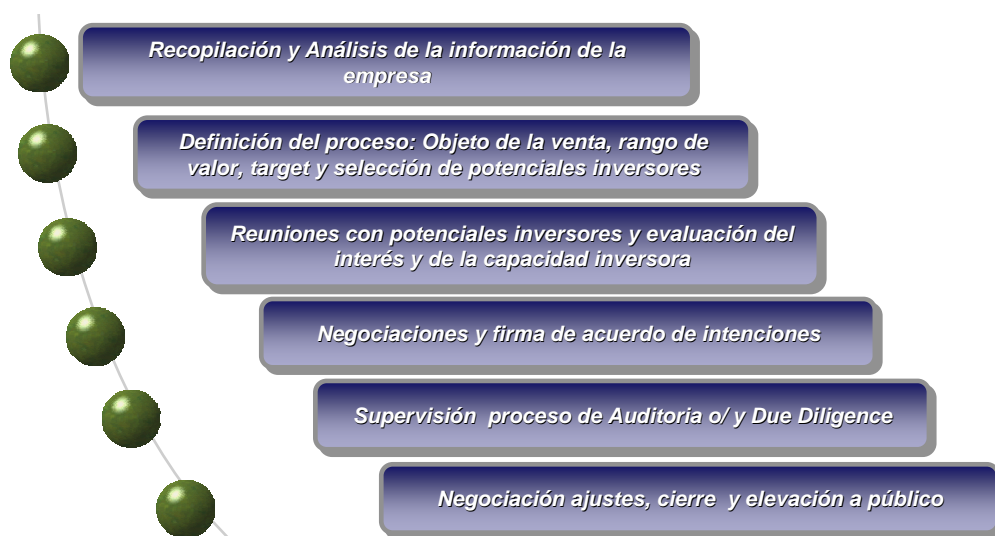 Recopilación y Análisis de la información de la
empresa
Definición del proceso: Objeto de la venta, rango de
valor, target y selección de potenciales inversores
Reuniones con potenciales inversores y evaluación del
interés y de la capacidad inversora
Negociaciones y firma de acuerdo de intenciones
Supervisión  proceso de Auditoria o/ y Due Diligence
Negociación ajustes, cierre  y elevación a público